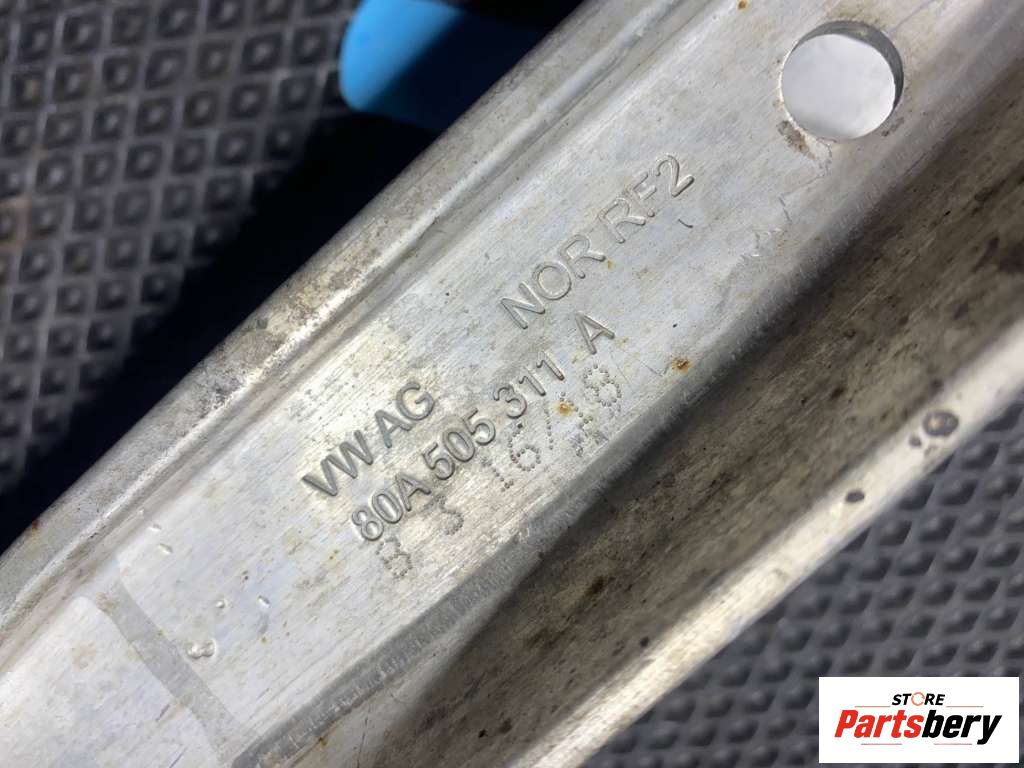 NOR RF2
VW AG
80A 505 311 A
B S 16/18
STORE
Partsbery